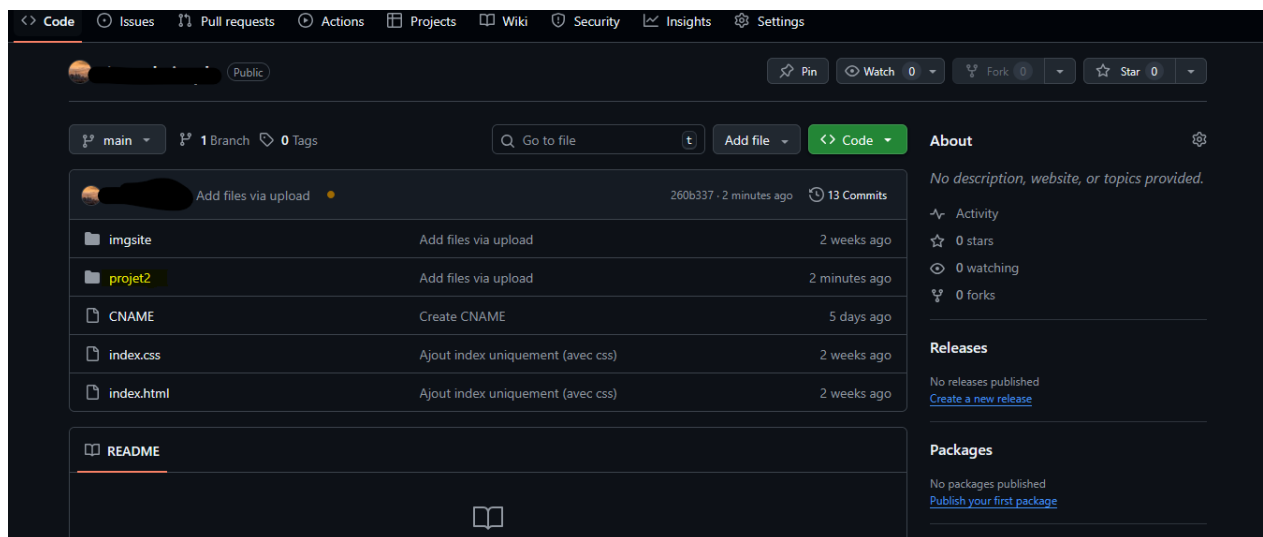 Code Issues Pull requests Actions Projects Wiki Security Insights Settings
Public
Pin Watch 0 Fork 0 Star 0
main 1 Branch 0 Tags Go to file t Add file Code
About
No description, website, or topics provided.
Add files via upload 260b337 · 2 minutes ago 13 Commits
Activity
imgsite Add files via upload 2 weeks ago
0 stars
projet2 Add files via upload 2 minutes ago
0 watching
0 forks
CNAME Create CNAME 5 days ago
index.css Ajout index uniquement (avec css) 2 weeks ago
index.html Ajout index uniquement (avec css) 2 weeks ago
Releases
No releases published
Create a new release
README
Packages
No packages published
Publish your first package